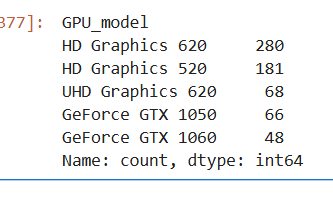 377]: GPU_model
HD Graphics 620 280
HD Graphics 520 181
UHD Graphics 620 68
GeForce GTX 1050 66
GeForce GTX 1060 48
Name: count, dtype: int64